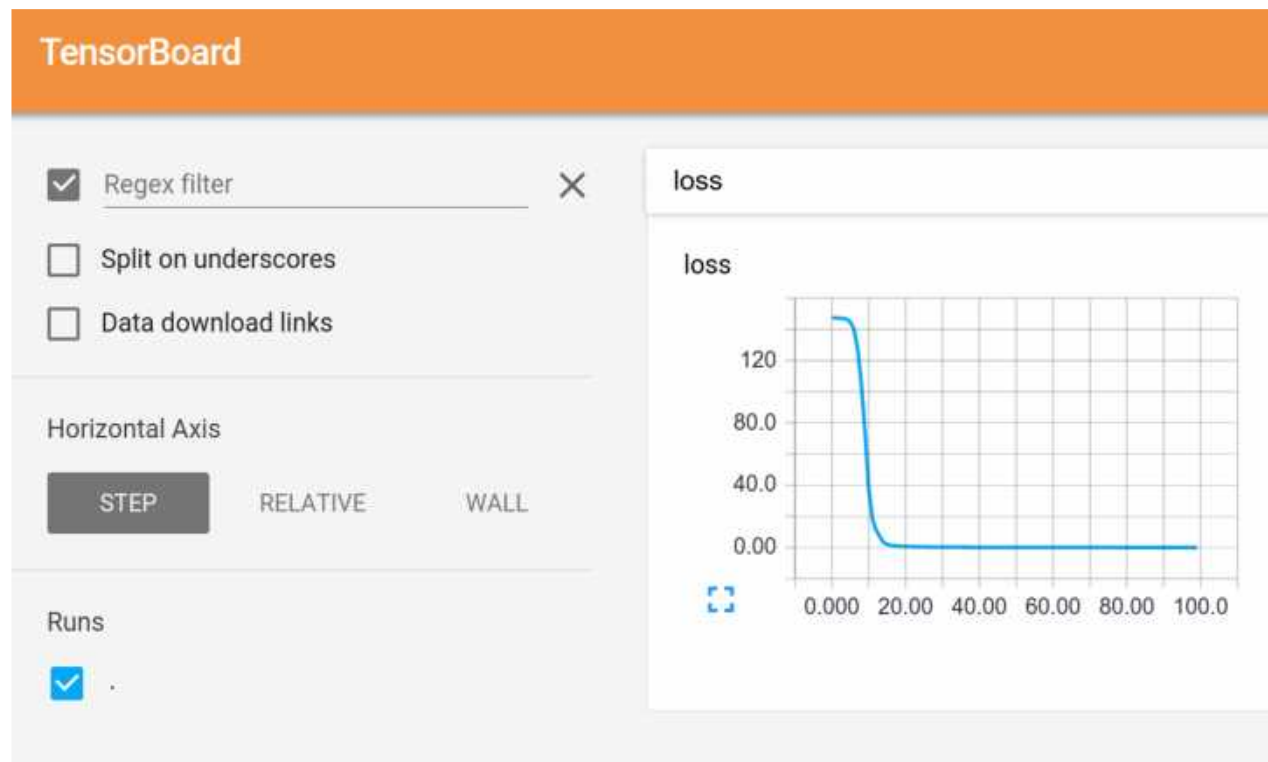 TensorBoard
Regex filter
Split on underscores
Data download links
Horizontal Axis
STEP RELATIVE WALL
Runs
.
loss
loss
120
80.0
40.0
0.00
0.000 20.00 40.00 60.00 80.00 100.0